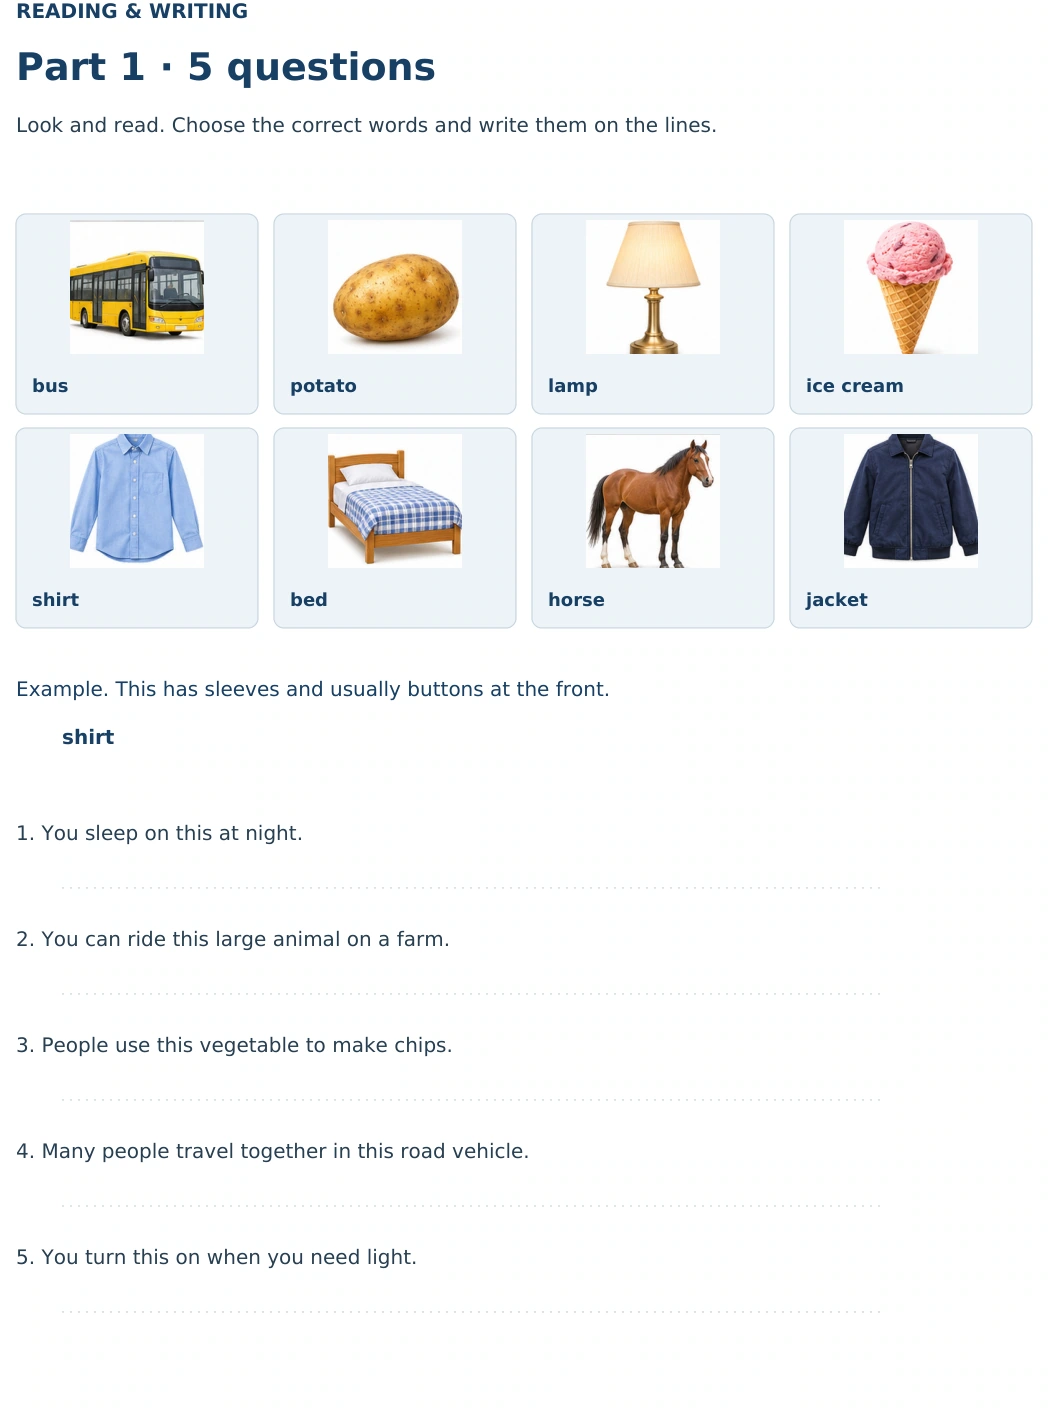 READING & WRITING
Part 1 · 5 questions
Look and read. Choose the correct words and write them on the lines.
bus
potato
lamp
ice cream
shirt
bed
horse
jacket
Example. This has sleeves and usually buttons at the front.
shirt
1. You sleep on this at night.
2. You can ride this large animal on a farm.
3. People use this vegetable to make chips.
4. Many people travel together in this road vehicle.
5. You turn this on when you need light.